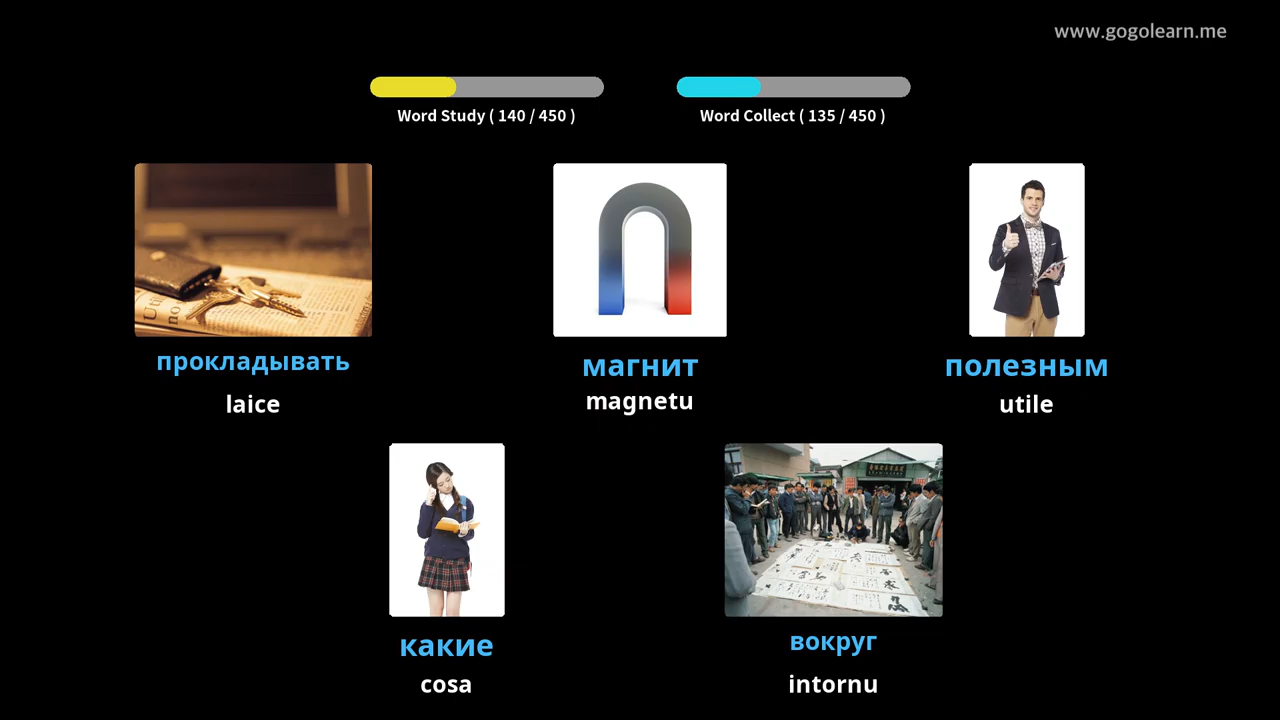 www.gogolearn.me
Word Study ( 140 / 450 )
Word Collect ( 135 / 450 )
прокладывать
laice
магнит
magnetu
полезным
utile
какие
cosa
вокруг
intornu